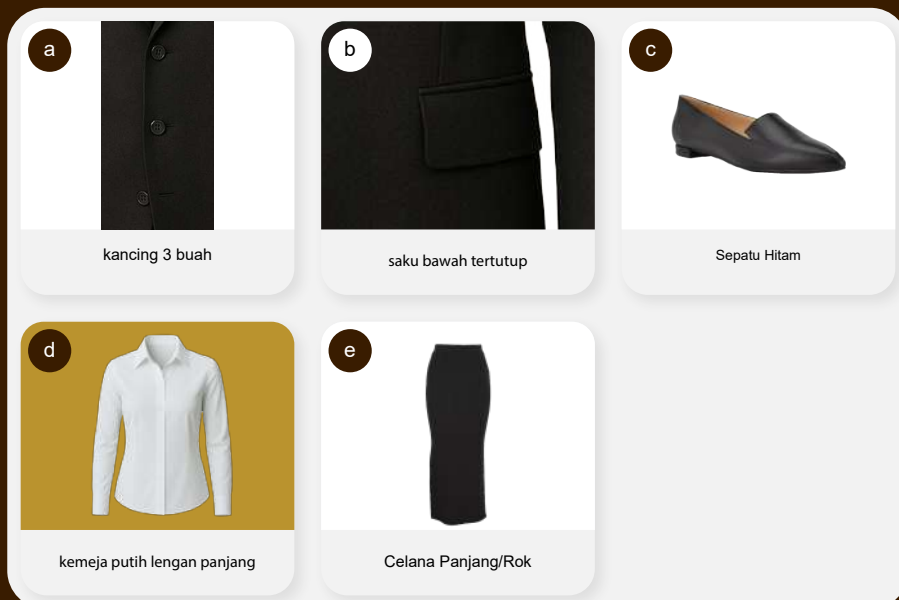 a
kancing 3 buah
b
saku bawah tertutup
c
Sepatu Hitam
d
kemeja putih lengan panjang
e
Celana Panjang/Rok